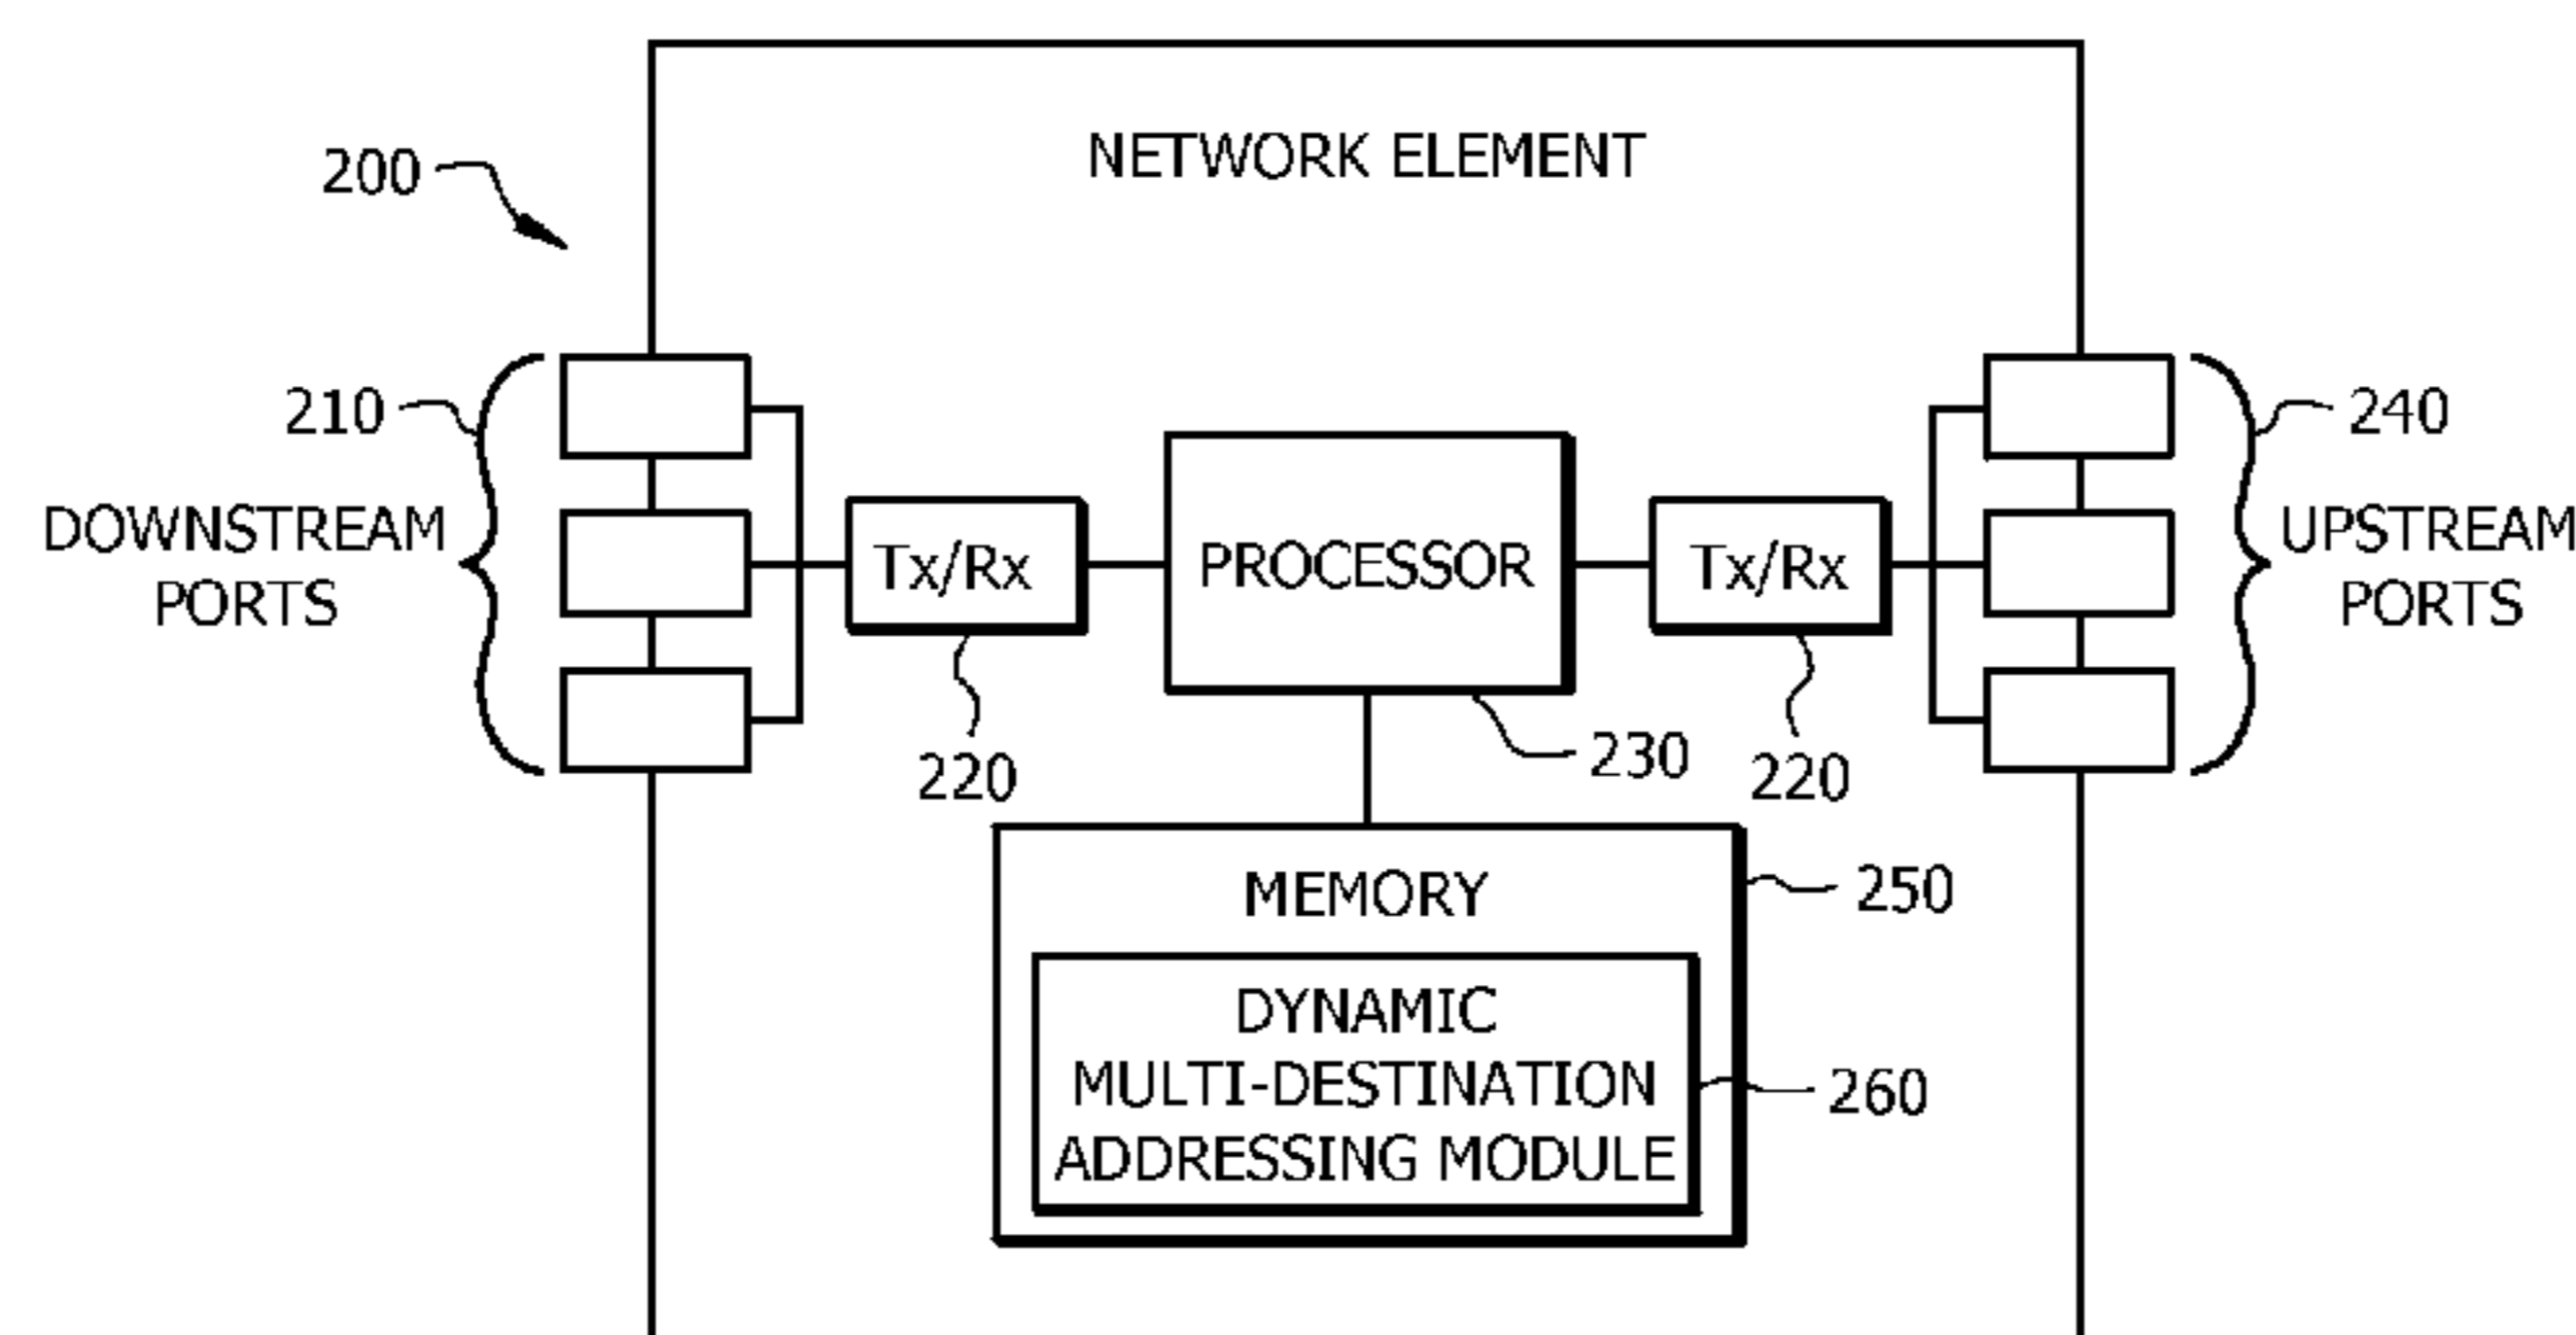 NETWORK ELEMENT
200
210
DOWNSTREAM
PORTS
Tx/Rx
220
PROCESSOR
230
Tx/Rx
220
240
UPSTREAM
PORTS
MEMORY
250
DYNAMIC
MULTI-DESTINATION
ADDRESSING MODULE
260